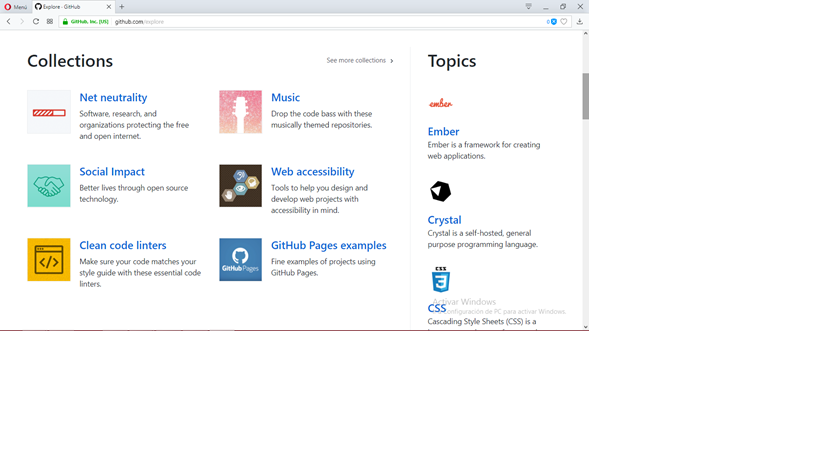 Menú
Explore · GitHub
GitHub, Inc. [US]
github.com/explore
Collections
See more collections
Net neutrality
Software, research, and
organizations protecting the free
and open internet.
Music
Drop the code bass with these
musically themed repositories.
Social Impact
Better lives through open source
technology.
Web accessibility
Tools to help you design and
develop web projects with
accessibility in mind.
Clean code linters
Make sure your code matches your
style guide with these essential code
linters.
GitHub Pages
GitHub Pages examples
Fine examples of projects using
GitHub Pages.
Topics
ember
Ember
Ember is a framework for creating
web applications.
Crystal
Crystal is a self-hosted, general
purpose programming language.
CSS
3
CSS
Activar Windows
configuración de PC para activar Windows.
Cascading Style Sheets (CSS) is a